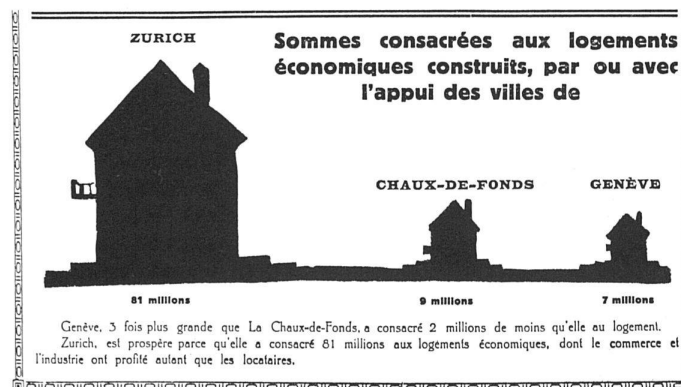 ZURICH
Sommes consacrées aux logements
économiques construits, par ou avec
l'appui des villes de
CHAUX-DE-FONDS
GENÈVE
81 millions
9 millions
7 millions
Genève, 3 fois plus grande que La Chaux-de-Fonds, a consacré 2 millions de moins qu'elle au logement.
Zurich, est prospère parce qu'elle a consacré 81 millions aux logements économiques, dont le commerce et
l'industrie ont profité autant que les locataires.